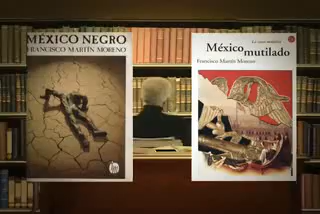 MÉXICO NEGRO
FRANCISCO MARTÍN MORENO
México
mutilado
Francisco Martín Moreno